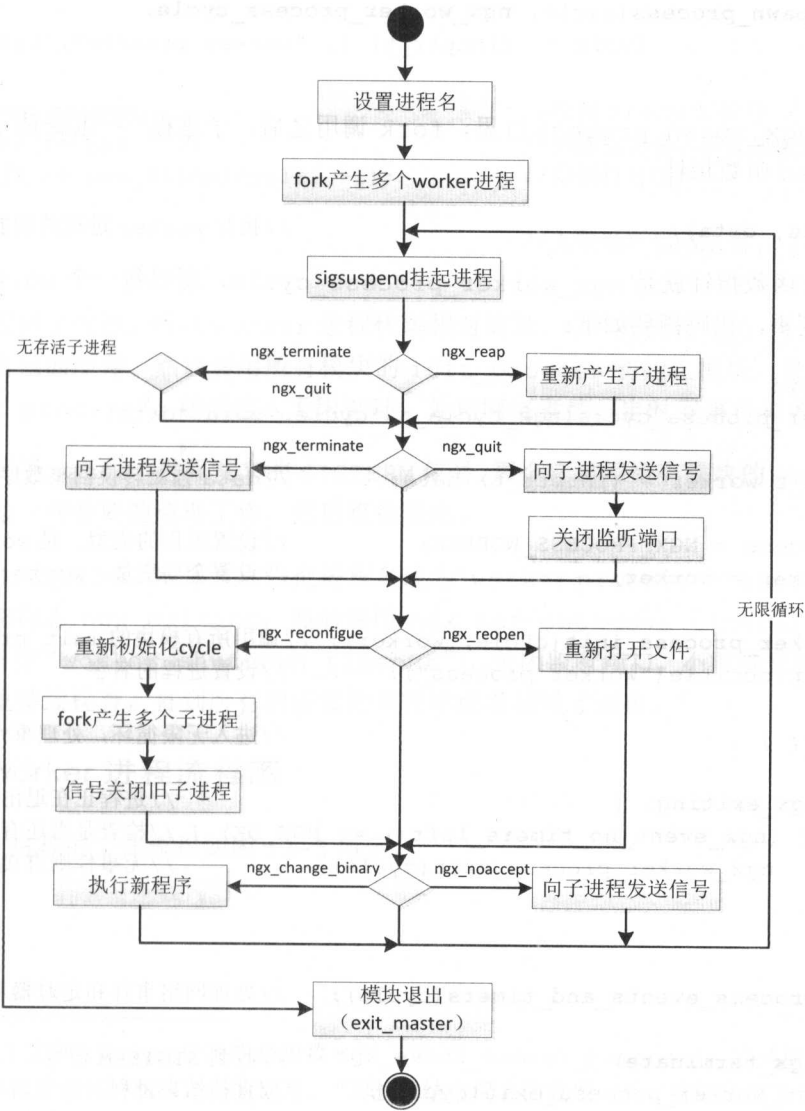 设置进程名
fork产生多个worker进程
sigsuspend挂起进程
无存活子进程
ngx_terminate
ngx_quit
ngx_reap
重新产生子进程
ngx_terminate
ngx_quit
向子进程发送信号
向子进程发送信号
关闭监听端口
无限循环
ngx_reconfigue
ngx_reopen
重新初始化cycle
重新打开文件
fork产生多个子进程
信号关闭旧子进程
ngx_change_binary
ngx_noaccept
执行新程序
向子进程发送信号
模块退出
（exit_master）